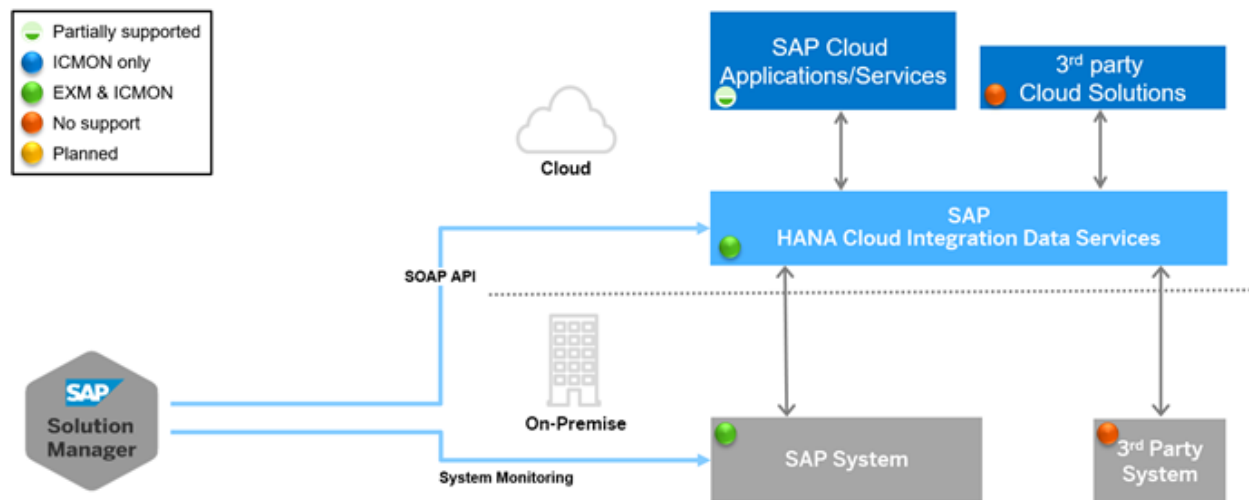 Partially supported
ICMON only
EXM & ICMON
No support
Planned
SAP Cloud
Applications/Services
3rd party
Cloud Solutions
Cloud
SAP
HANA Cloud Integration Data Services
SOAP API
On-Premise
SAP
Solution
Manager
System Monitoring
SAP System
3rd Party
System